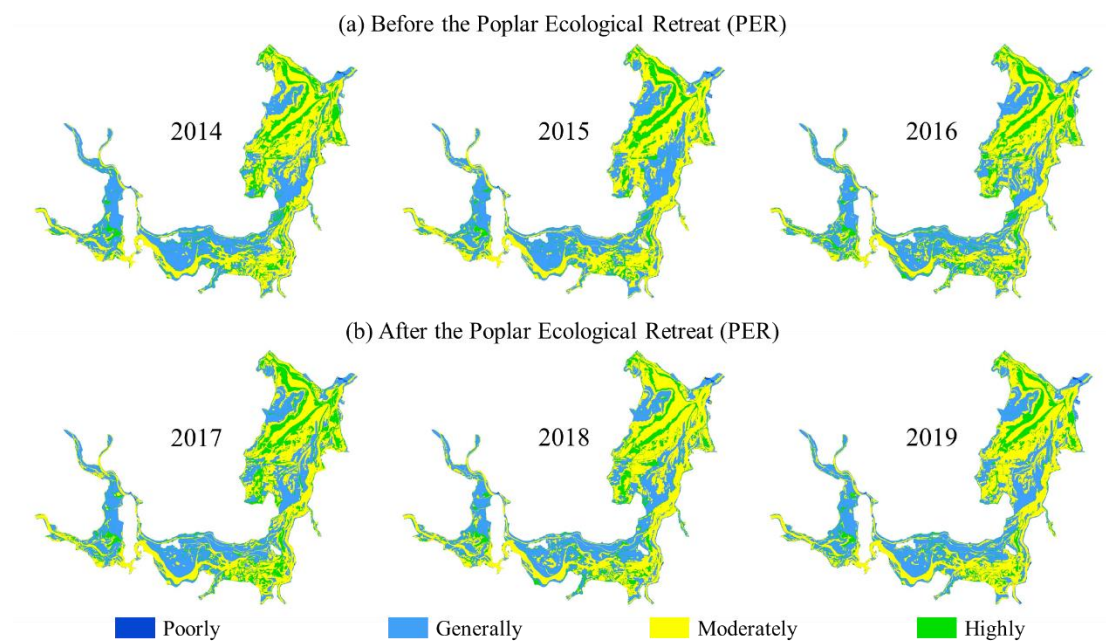 (a) Before the Poplar Ecological Retreat (PER)
2014 2015 2016
(b) After the Poplar Ecological Retreat (PER)
2017 2018 2019
Poorly Generally Moderately Highly